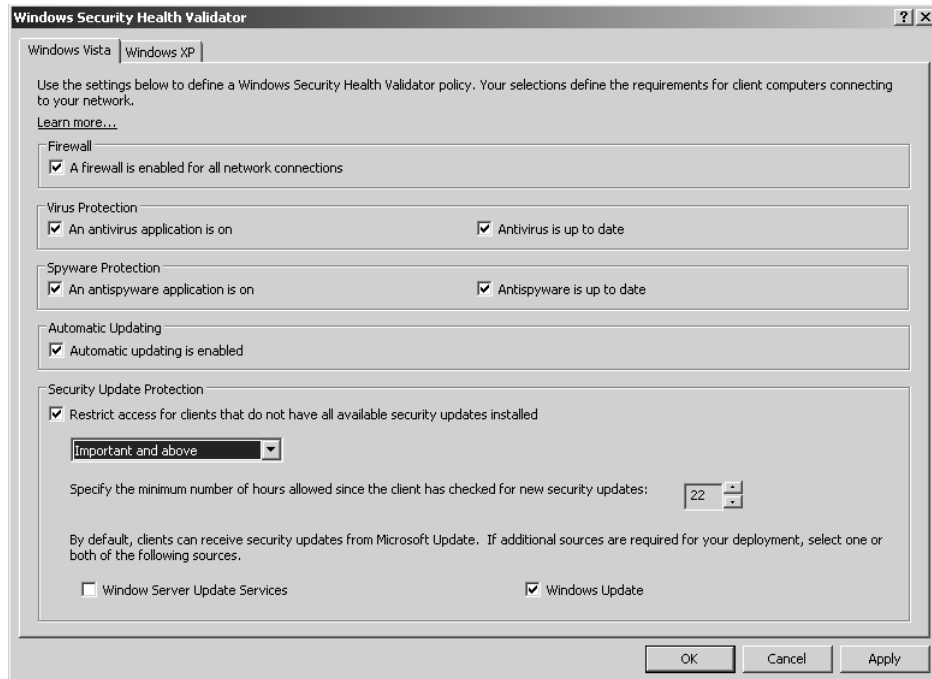 Windows Security Health Validator
Windows Vista
Windows XP
Use the settings below to define a Windows Security Health Validator policy. Your selections define the requirements for client computers connecting
to your network.
Learn more...
Firewall
A firewall is enabled for all network connections
Virus Protection
An antivirus application is on
Antivirus is up to date
Spyware Protection
An antispyware application is on
Antispyware is up to date
Automatic Updating
Automatic updating is enabled
Security Update Protection
Restrict access for clients that do not have all available security updates installed
Important and above
Specify the minimum number of hours allowed since the client has checked for new security updates:
22
By default, clients can receive security updates from Microsoft Update. If additional sources are required for your deployment, select one or
both of the following sources.
Window Server Update Services
Windows Update
OK
Cancel
Apply